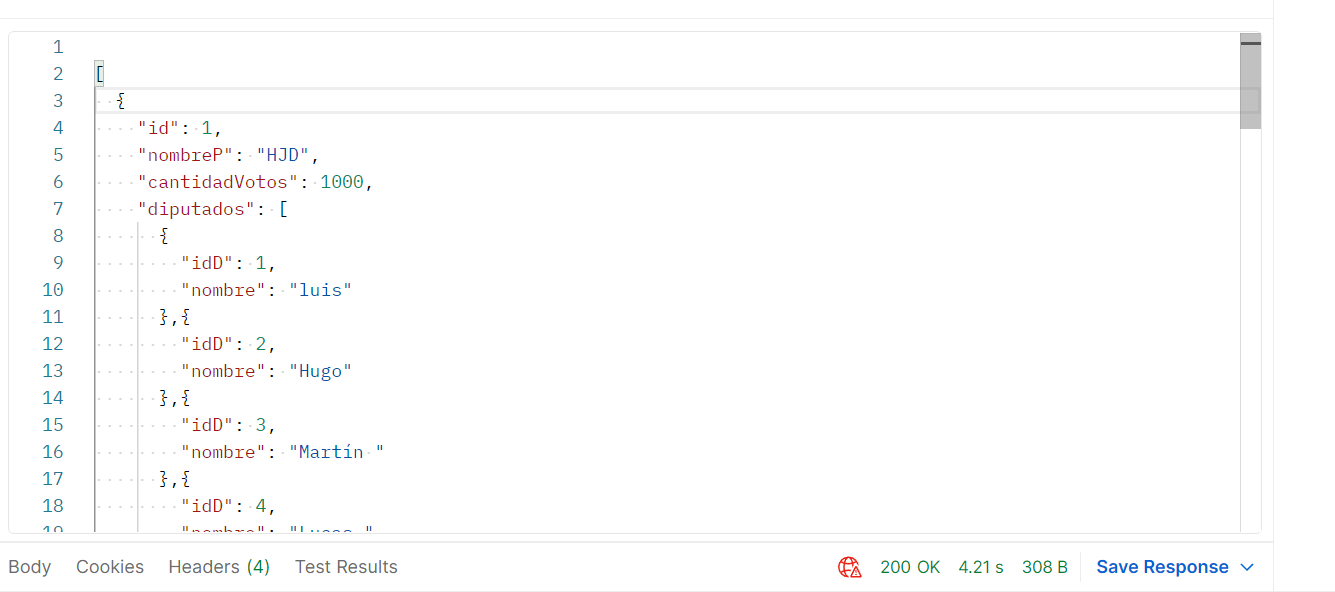 1
2 [
3 {
4 "id": 1,
5 "nombreP": "HJD",
6 "cantidadVotos": 1000,
7 "diputados": [
8 {
9 "idD": 1,
10 "nombre": "luis"
11 },{
12 "idD": 2,
13 "nombre": "Hugo"
14 },{
15 "idD": 3,
16 "nombre": "Martín "
17 },{
18 "idD": 4,
19 "nombre": "Lucas "
Body Cookies Headers (4) Test Results 200 OK 4.21 s 308 B Save Response